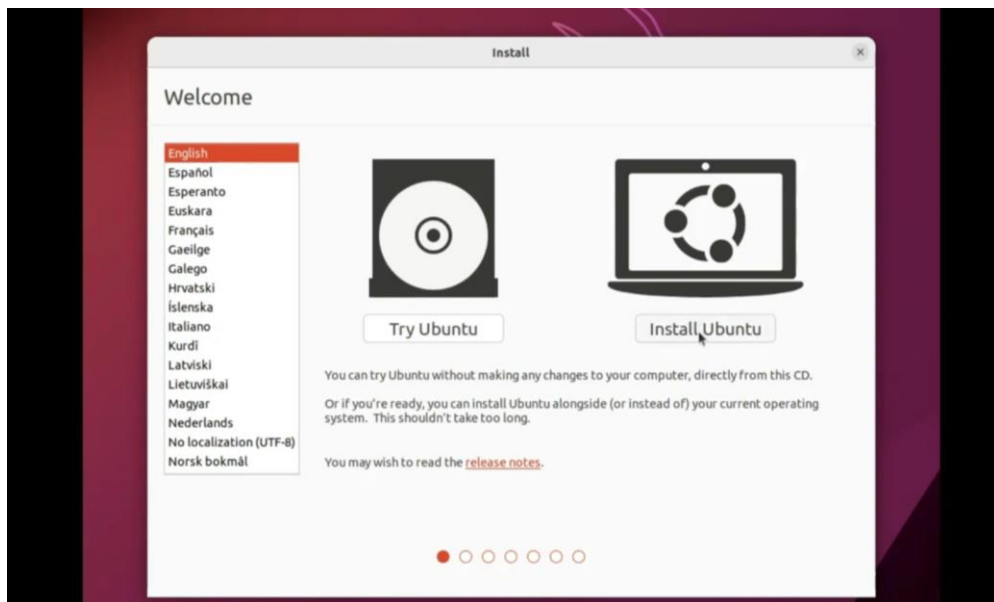 Install
Welcome
English
Español
Esperanto
Euskara
Français
Gaeilge
Galego
Hrvatski
Íslenska
Italiano
Kurdî
Latviski
Lietuviškai
Magyar
Nederlands
No localization (UTF-8)
Norsk bokmål
Try Ubuntu
Install Ubuntu
You can try Ubuntu without making any changes to your computer, directly from this CD.
Or if you're ready, you can install Ubuntu alongside (or instead of) your current operating
system. This shouldn't take too long.
You may wish to read the release notes.